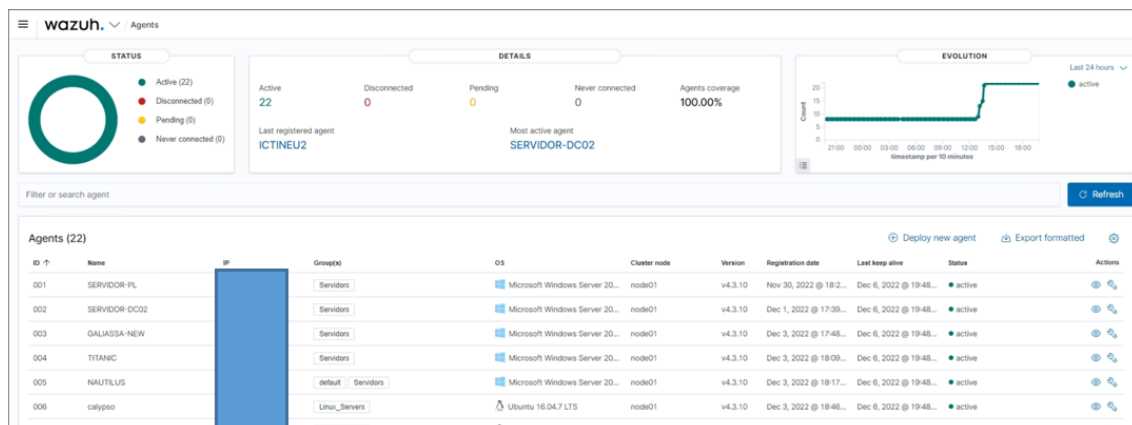 wazuh. Agents
STATUS
Active (22)
Disconnected (0)
Pending (0)
Never connected (0)
DETAILS
Active Disconnected Pending Never connected Agents coverage
22 0 0 0 100.00%
Last registered agent Most active agent
ICTINEU2 SERVIDOR-DC02
EVOLUTION
Last 24 hours
active
Count
20
15
10
5
0
21:00 00:00 03:00 06:00 09:00 12:00 15:00 18:00
timestamp per 10 minutes
Filter or search agent Refresh
Agents (22) Deploy new agent Export formatted
ID Name IP Group(s) OS Cluster node Version Registration date Last keep alive Status Actions
001 SERVIDOR-PL Servidors Microsoft Windows Server 20... node01 v4.3.10 Nov 30, 2022 @ 18:2... Dec 6, 2022 @ 19:48... active
002 SERVIDOR-DC02 Servidors Microsoft Windows Server 20... node01 v4.3.10 Dec 1, 2022 @ 17:39... Dec 6, 2022 @ 19:48... active
003 GALIASSA-NEW Servidors Microsoft Windows Server 20... node01 v4.3.10 Dec 3, 2022 @ 17:48... Dec 6, 2022 @ 19:48... active
004 TITANIC Servidors Microsoft Windows Server 20... node01 v4.3.10 Dec 3, 2022 @ 18:09... Dec 6, 2022 @ 19:48... active
005 NAUTILUS default Servidors Microsoft Windows Server 20... node01 v4.3.10 Dec 3, 2022 @ 18:17... Dec 6, 2022 @ 19:48... active
006 calypso Linux_Servers Ubuntu 16.04.7 LTS node01 v4.3.10 Dec 3, 2022 @ 18:46... Dec 6, 2022 @ 19:48... active